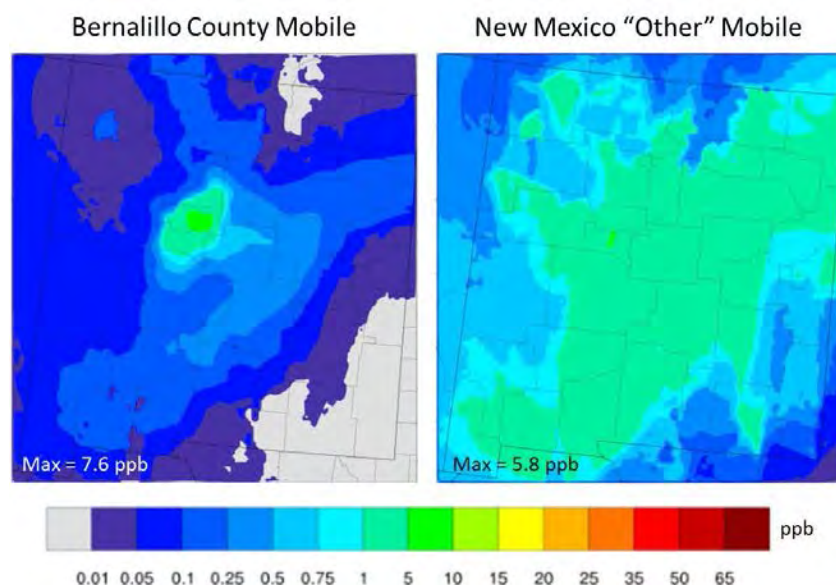 Bernalillo County Mobile
New Mexico “Other” Mobile
Max = 7.6 ppb
Max = 5.8 ppb
ppb
0.01 0.05 0.1 0.25 0.5 0.75 1 5 10 15 20 25 35 50 65